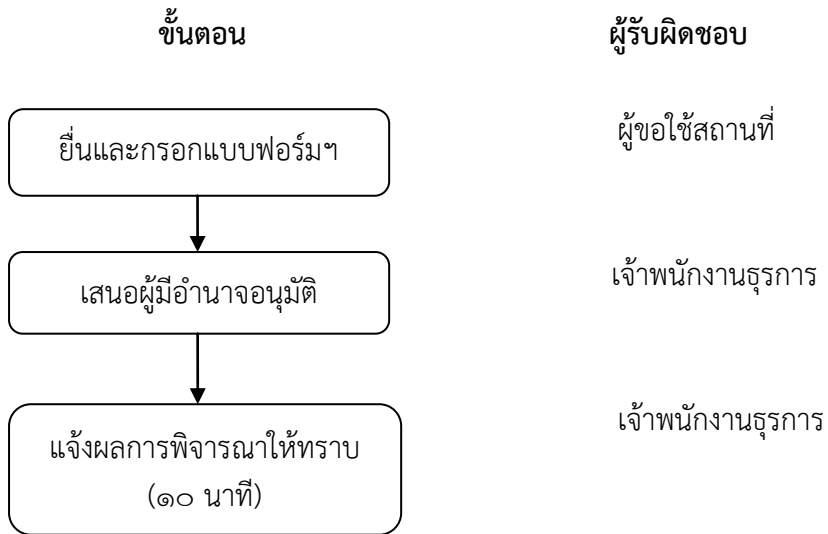 ขั้นตอน ผู้รับผิดชอบ
ยื่นและกรอกแบบฟอร์มฯ ผู้ขอใช้สถานที่
เสนอผู้มีอำนาจอนุมัติ เจ้าพนักงานธุรการ
แจ้งผลการพิจารณาให้ทราบ เจ้าพนักงานธุรการ
(๑๐ นาที)